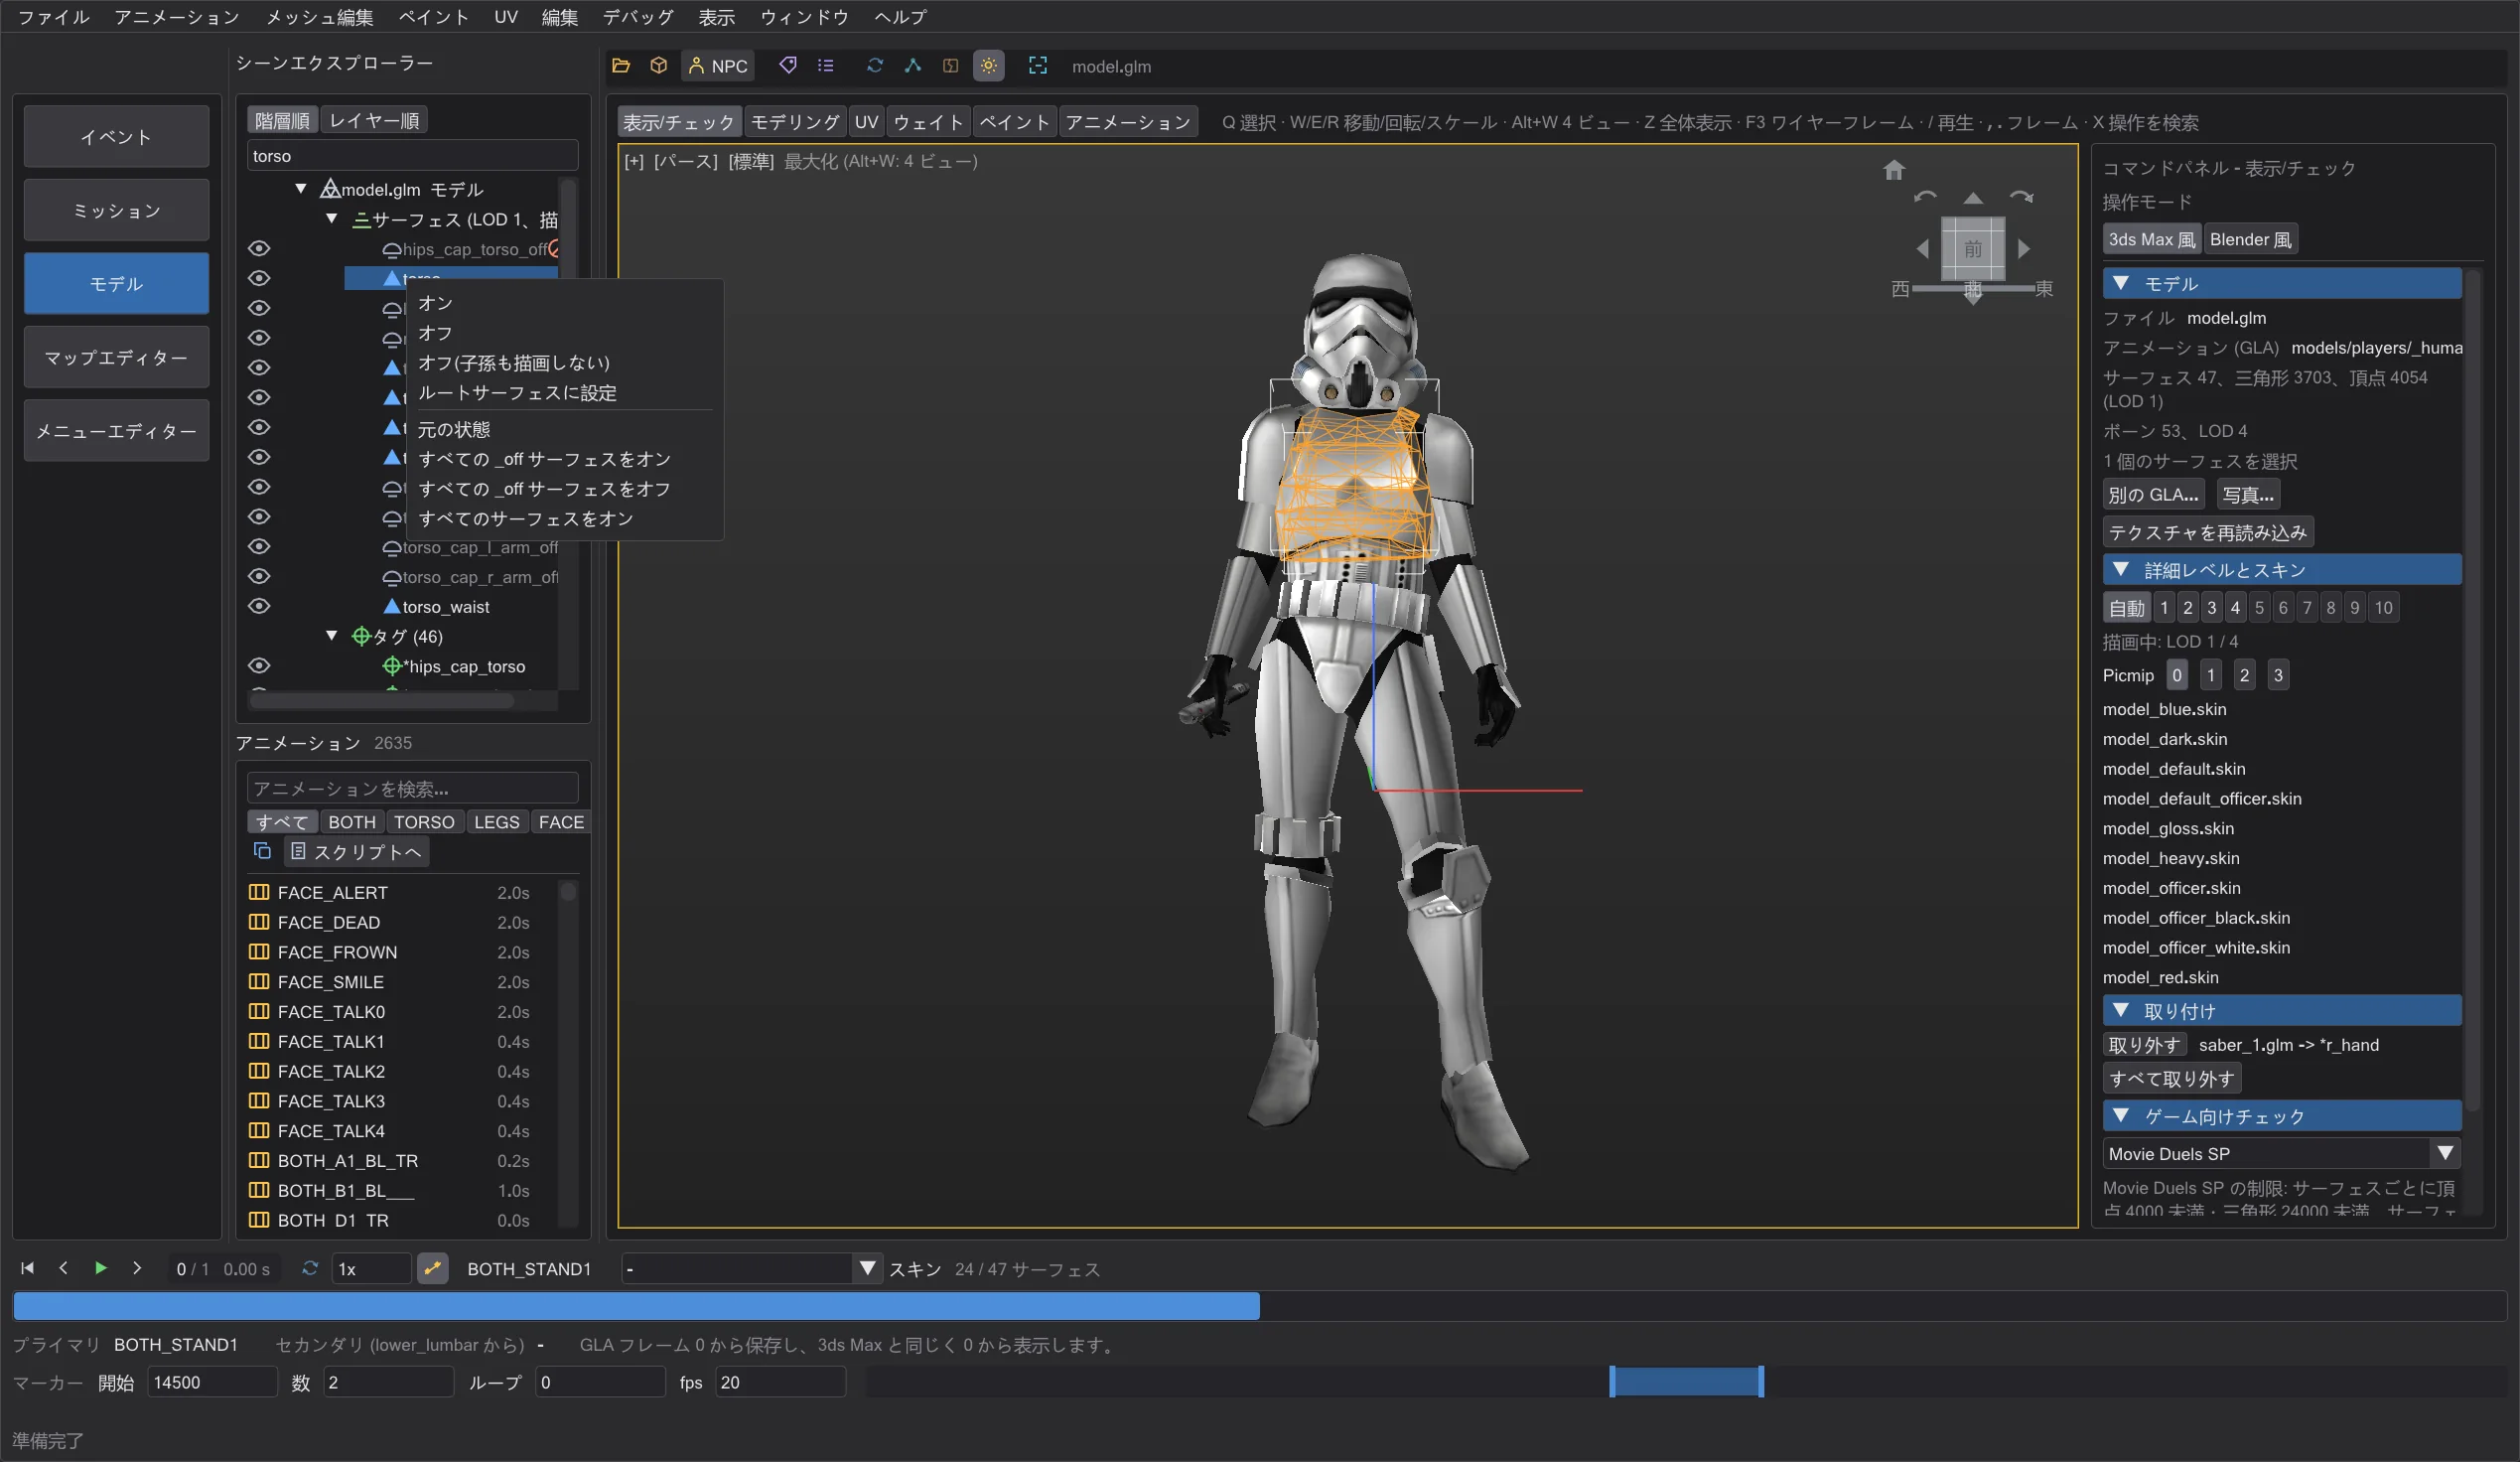 ファイル アニメーション メッシュ編集 ペイント UV 編集 デバッグ 表示 ウィンドウ ヘルプ
イベント
ミッション
モデル
マップエディター
メニューエディター
シーンエクスプローラー
階層順 レイヤー順
torso
model.glm モデル
サーフェス (LOD 1、描
hips_cap_torso_off
torso
torso_cap_l_arm_off
torso_cap_r_arm_off
torso_waist
タグ (46)
*hips_cap_torso
オン
オフ
オフ(子孫も描画しない)
ルートサーフェスに設定
元の状態
すべての _off サーフェスをオン
すべての _off サーフェスをオフ
すべてのサーフェスをオン
アニメーション 2635
アニメーションを検索...
すべて BOTH TORSO LEGS FACE
スクリプトへ
FACE_ALERT 2.0s
FACE_DEAD 2.0s
FACE_FROWN 2.0s
FACE_SMILE 2.0s
FACE_TALK0 2.0s
FACE_TALK1 0.4s
FACE_TALK2 0.4s
FACE_TALK3 0.4s
FACE_TALK4 0.4s
BOTH_A1_BL_TR 0.2s
BOTH_B1_BL___ 1.0s
BOTH_D1_TR 0.0s
NPC model.glm
表示/チェック モデリング UV ウェイト ペイント アニメーション Q 選択 · W/E/R 移動/回転/スケール · Alt+W 4 ビュー · Z 全体表示 · F3 ワイヤーフレーム · / 再生 · , . フレーム · X 操作を検索
[+] [パース] [標準] 最大化 (Alt+W: 4 ビュー)
前
西 北 東
コマンドパネル - 表示/チェック
操作モード
3ds Max 風 Blender 風
モデル
ファイル model.glm
アニメーション (GLA) models/players/_huma
サーフェス 47、三角形 3703、頂点 4054
(LOD 1)
ボーン 53、LOD 4
1 個のサーフェスを選択
別の GLA... 写真...
テクスチャを再読み込み
詳細レベルとスキン
自動 1 2 3 4 5 6 7 8 9 10
描画中: LOD 1 / 4
Picmip 0 1 2 3
model_blue.skin
model_dark.skin
model_default.skin
model_default_officer.skin
model_gloss.skin
model_heavy.skin
model_officer.skin
model_officer_black.skin
model_officer_white.skin
model_red.skin
取り付け
取り外す saber_1.glm -> *r_hand
すべて取り外す
ゲーム向けチェック
Movie Duels SP
Movie Duels SP の制限: サーフェスごとに頂
点 4000 未満・三角形 24000 未満、サーフェ
0 / 1 0.00 s 1x BOTH_STAND1 - スキン 24 / 47 サーフェス
プライマリ BOTH_STAND1 セカンダリ (lower_lumbar から) - GLA フレーム 0 から保存し、3ds Max と同じく 0 から表示します。
マーカー 開始 14500 数 2 ループ 0 fps 20
準備完了